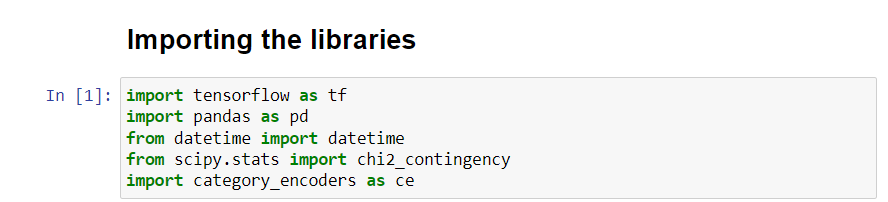 Importing the libraries
In [1]: import tensorflow as tf
import pandas as pd
from datetime import datetime
from scipy.stats import chi2_contingency
import category_encoders as ce